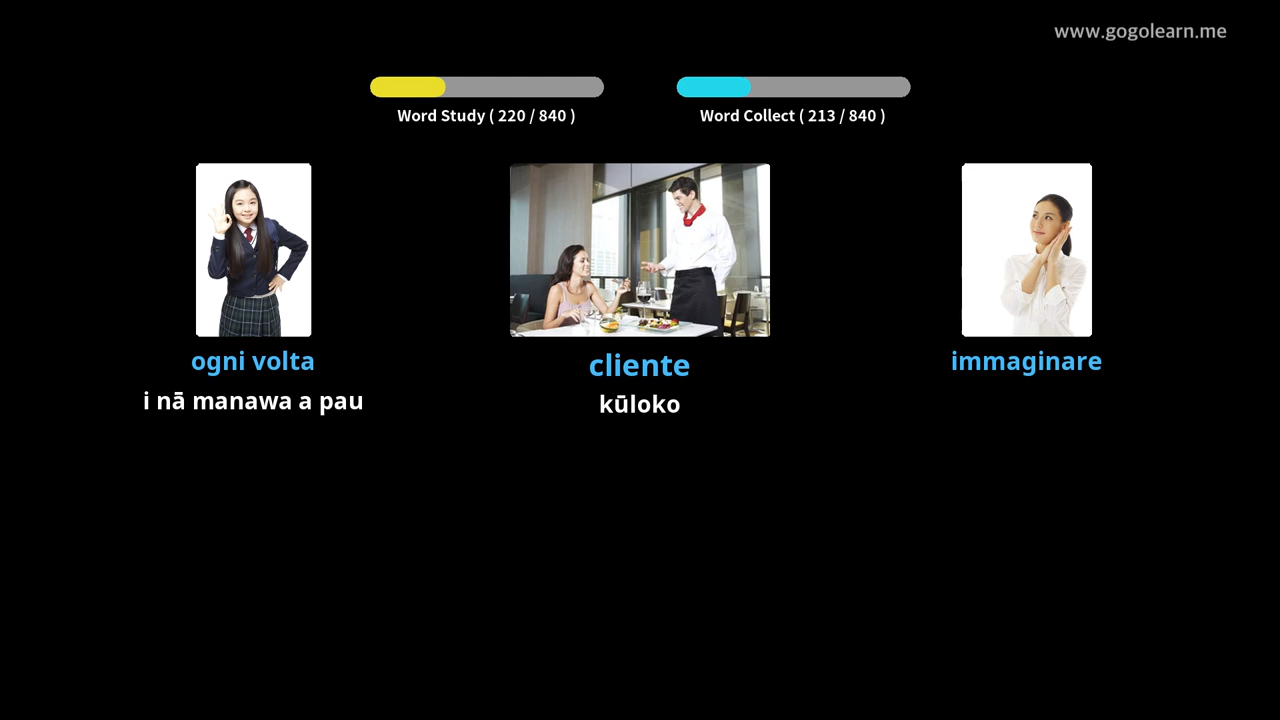 www.gogolearn.me
Word Study ( 220 / 840 )
Word Collect ( 213 / 840 )
ogni volta
cliente
immaginare
i nā manawa a pau
kūloko